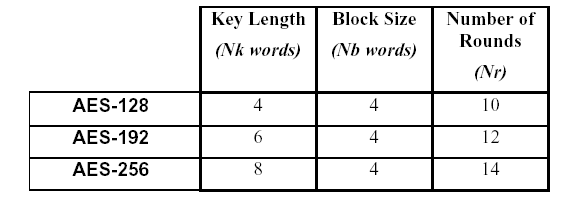 Key Length Block Size Number of
Rounds
(Nk words) (Nb words)
(Nr)
AES-128 4 4 10
AES-192 6 4 12
AES-256 8 4 14